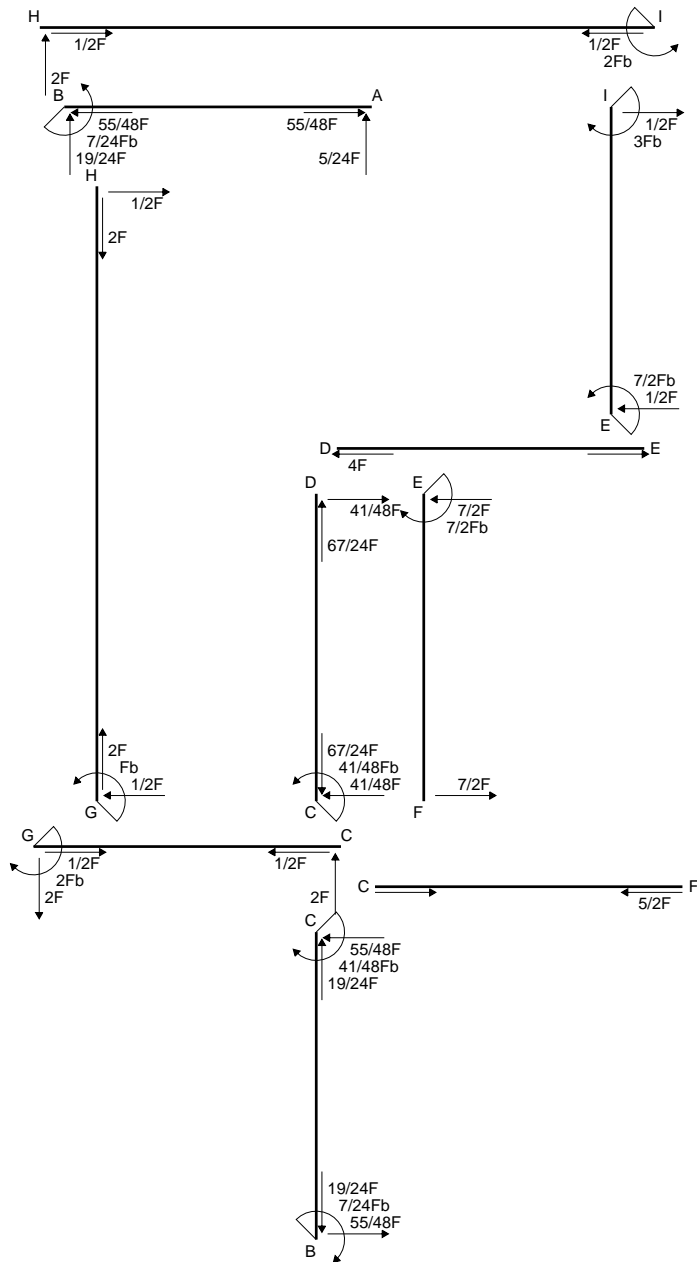 H
I
1/2F
1/2F
2Fb
2F
B
A
I
55/48F
55/48F
7/24Fb
19/24F
5/24F
1/2F
3Fb
H
1/2F
2F
7/2Fb
1/2F
E
D
E
4F
D
E
41/48F
7/2F
7/2Fb
67/24F
2F
Fb
1/2F
67/24F
41/48Fb
41/48F
7/2F
G
C
F
G
C
1/2F
1/2F
2Fb
2F
2F
C
F
5/2F
C
55/48F
41/48Fb
19/24F
19/24F
7/24Fb
55/48F
B